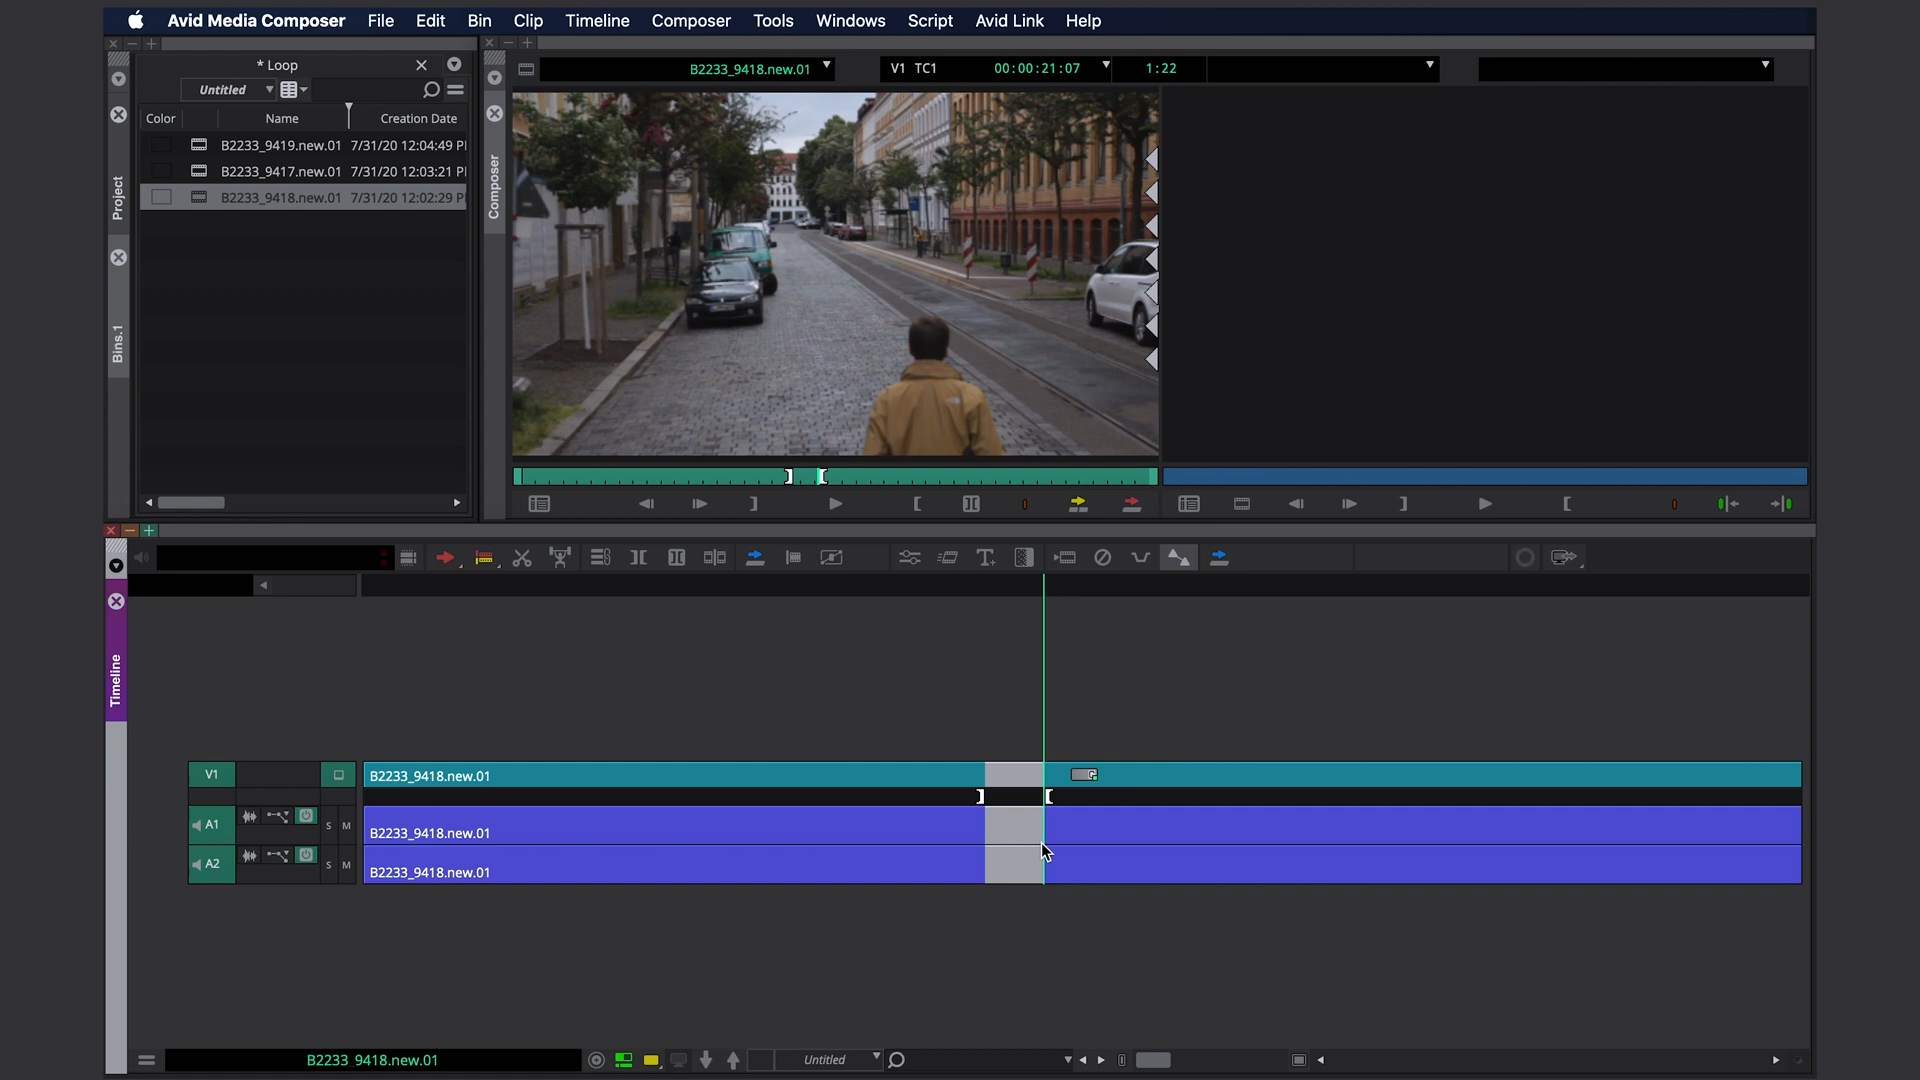 Avid Media Composer File Edit Bin Clip Timeline Composer Tools Windows Script Avid Link Help
* Loop
B2233_9418.new.01 V1 TC1 00:00:21:07 1:22
Untitled
Color Name Creation Date
B2233_9419.new.01 7/31/20 12:04:49 P
B2233_9417.new.01 7/31/20 12:03:21 P
B2233_9418.new.01 7/31/20 12:02:29 P
Project
Bins.1
Composer
Timeline
V1 B2233_9418.new.01
A1 S M B2233_9418.new.01
A2 S M B2233_9418.new.01
B2233_9418.new.01 Untitled